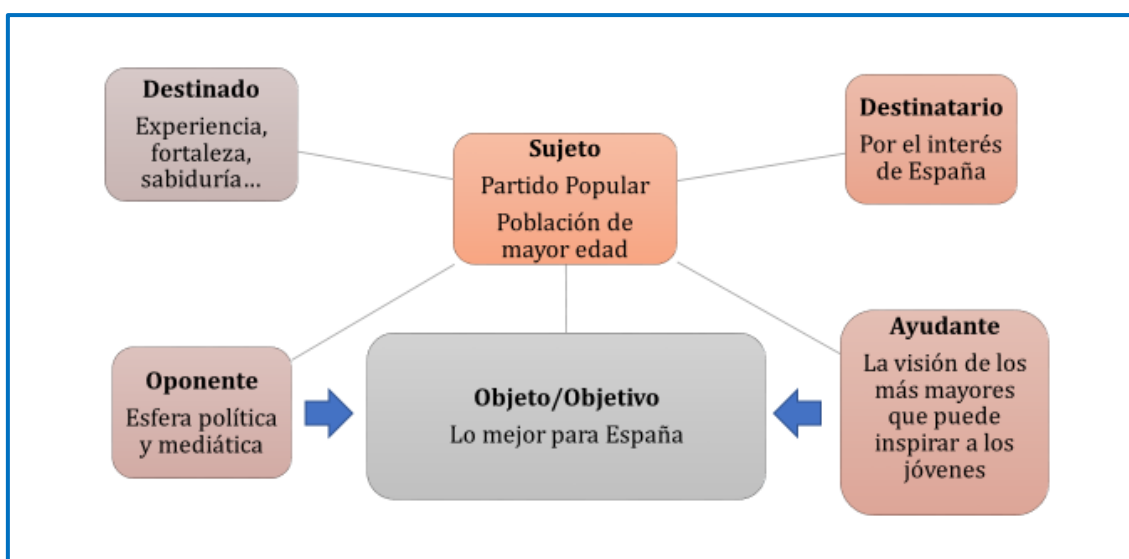 Destinado
Experiencia,
fortaleza,
sabiduría...
Sujeto
Partido Popular
Población de
mayor edad
Destinatario
Por el interés
de España
Oponente
Esfera política
y mediática
Objeto/Objetivo
Lo mejor para España
Ayudante
La visión de los
más mayores
que puede
inspirar a los
jóvenes